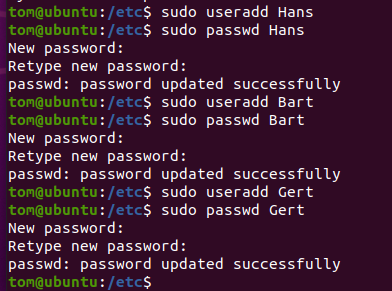 tom@ubuntu:/etc$ sudo useradd Hans
tom@ubuntu:/etc$ sudo passwd Hans
New password:
Retype new password:
passwd: password updated successfully
tom@ubuntu:/etc$ sudo useradd Bart
tom@ubuntu:/etc$ sudo passwd Bart
New password:
Retype new password:
passwd: password updated successfully
tom@ubuntu:/etc$ sudo useradd Gert
tom@ubuntu:/etc$ sudo passwd Gert
New password:
Retype new password:
passwd: password updated successfully
tom@ubuntu:/etc$